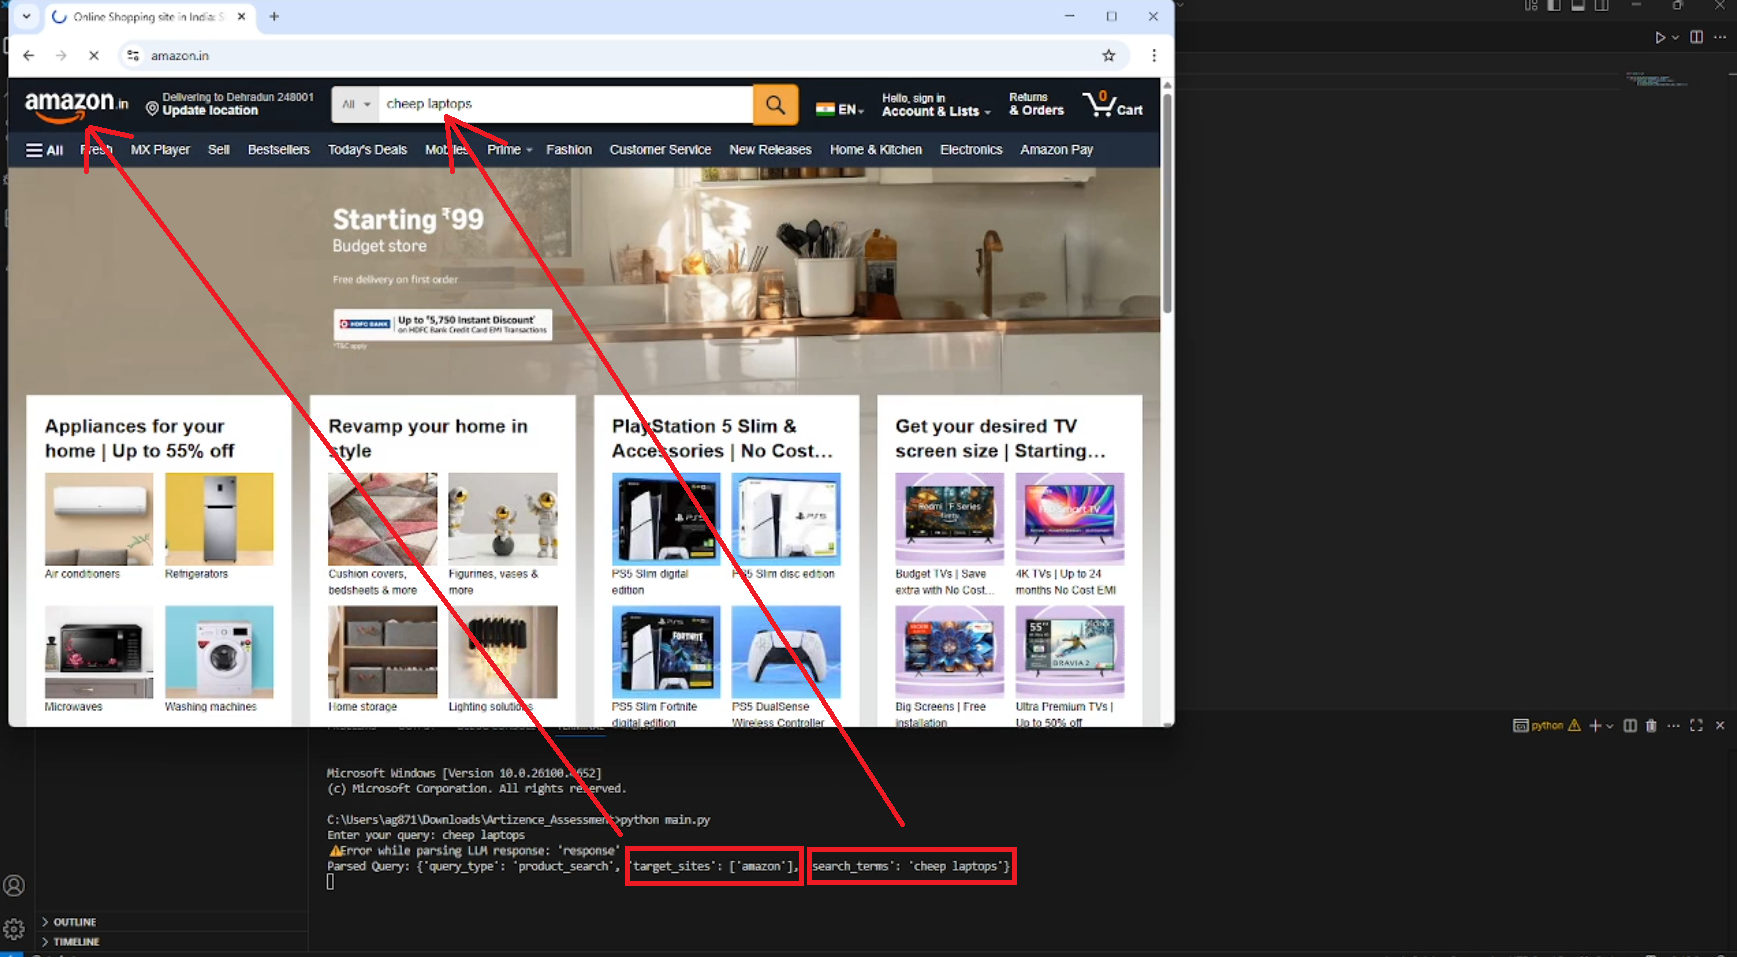 Online Shopping site in India: S
amazon.in
amazon.in
Delivering to Dehradun 248001
Update location
All
cheep laptops
EN
Hello, sign in
Account & Lists
Returns
& Orders
0
Cart
All
Fresh
MX Player
Sell
Bestsellers
Today's Deals
Mobiles
Prime
Fashion
Customer Service
New Releases
Home & Kitchen
Electronics
Amazon Pay
Starting ₹99
Budget store
Free delivery on first order
HDFC BANK
Up to ₹5,750 Instant Discount*
on HDFC Bank Credit Card EMI Transactions
*T&C apply
Appliances for your
home | Up to 55% off
Air conditioners
Refrigerators
Microwaves
Washing machines
Revamp your home in
style
Cushion covers,
bedsheets & more
Figurines, vases &
more
Home storage
Lighting solutions
PlayStation 5 Slim &
Accessories | No Cost...
PS5 Slim digital
edition
PS5 Slim disc edition
PS5 Slim Fortnite
digital edition
PS5 DualSense
Wireless Controller
Get your desired TV
screen size | Starting...
Budget TVs | Save
extra with No Cost...
4K TVs | Up to 24
months No Cost EMI
Big Screens | Free
installation
Ultra Premium TVs |
Up to 50% off
python
Microsoft Windows [Version 10.0.26100.4652]
(c) Microsoft Corporation. All rights reserved.
C:\Users\ag871\Downloads\Artizence_Assessment>python main.py
Enter your query: cheep laptops
Error while parsing LLM response: 'response'
Parsed Query: {'query_type': 'product_search', 'target_sites': ['amazon'], 'search_terms': 'cheep laptops'}
OUTLINE
TIMELINE